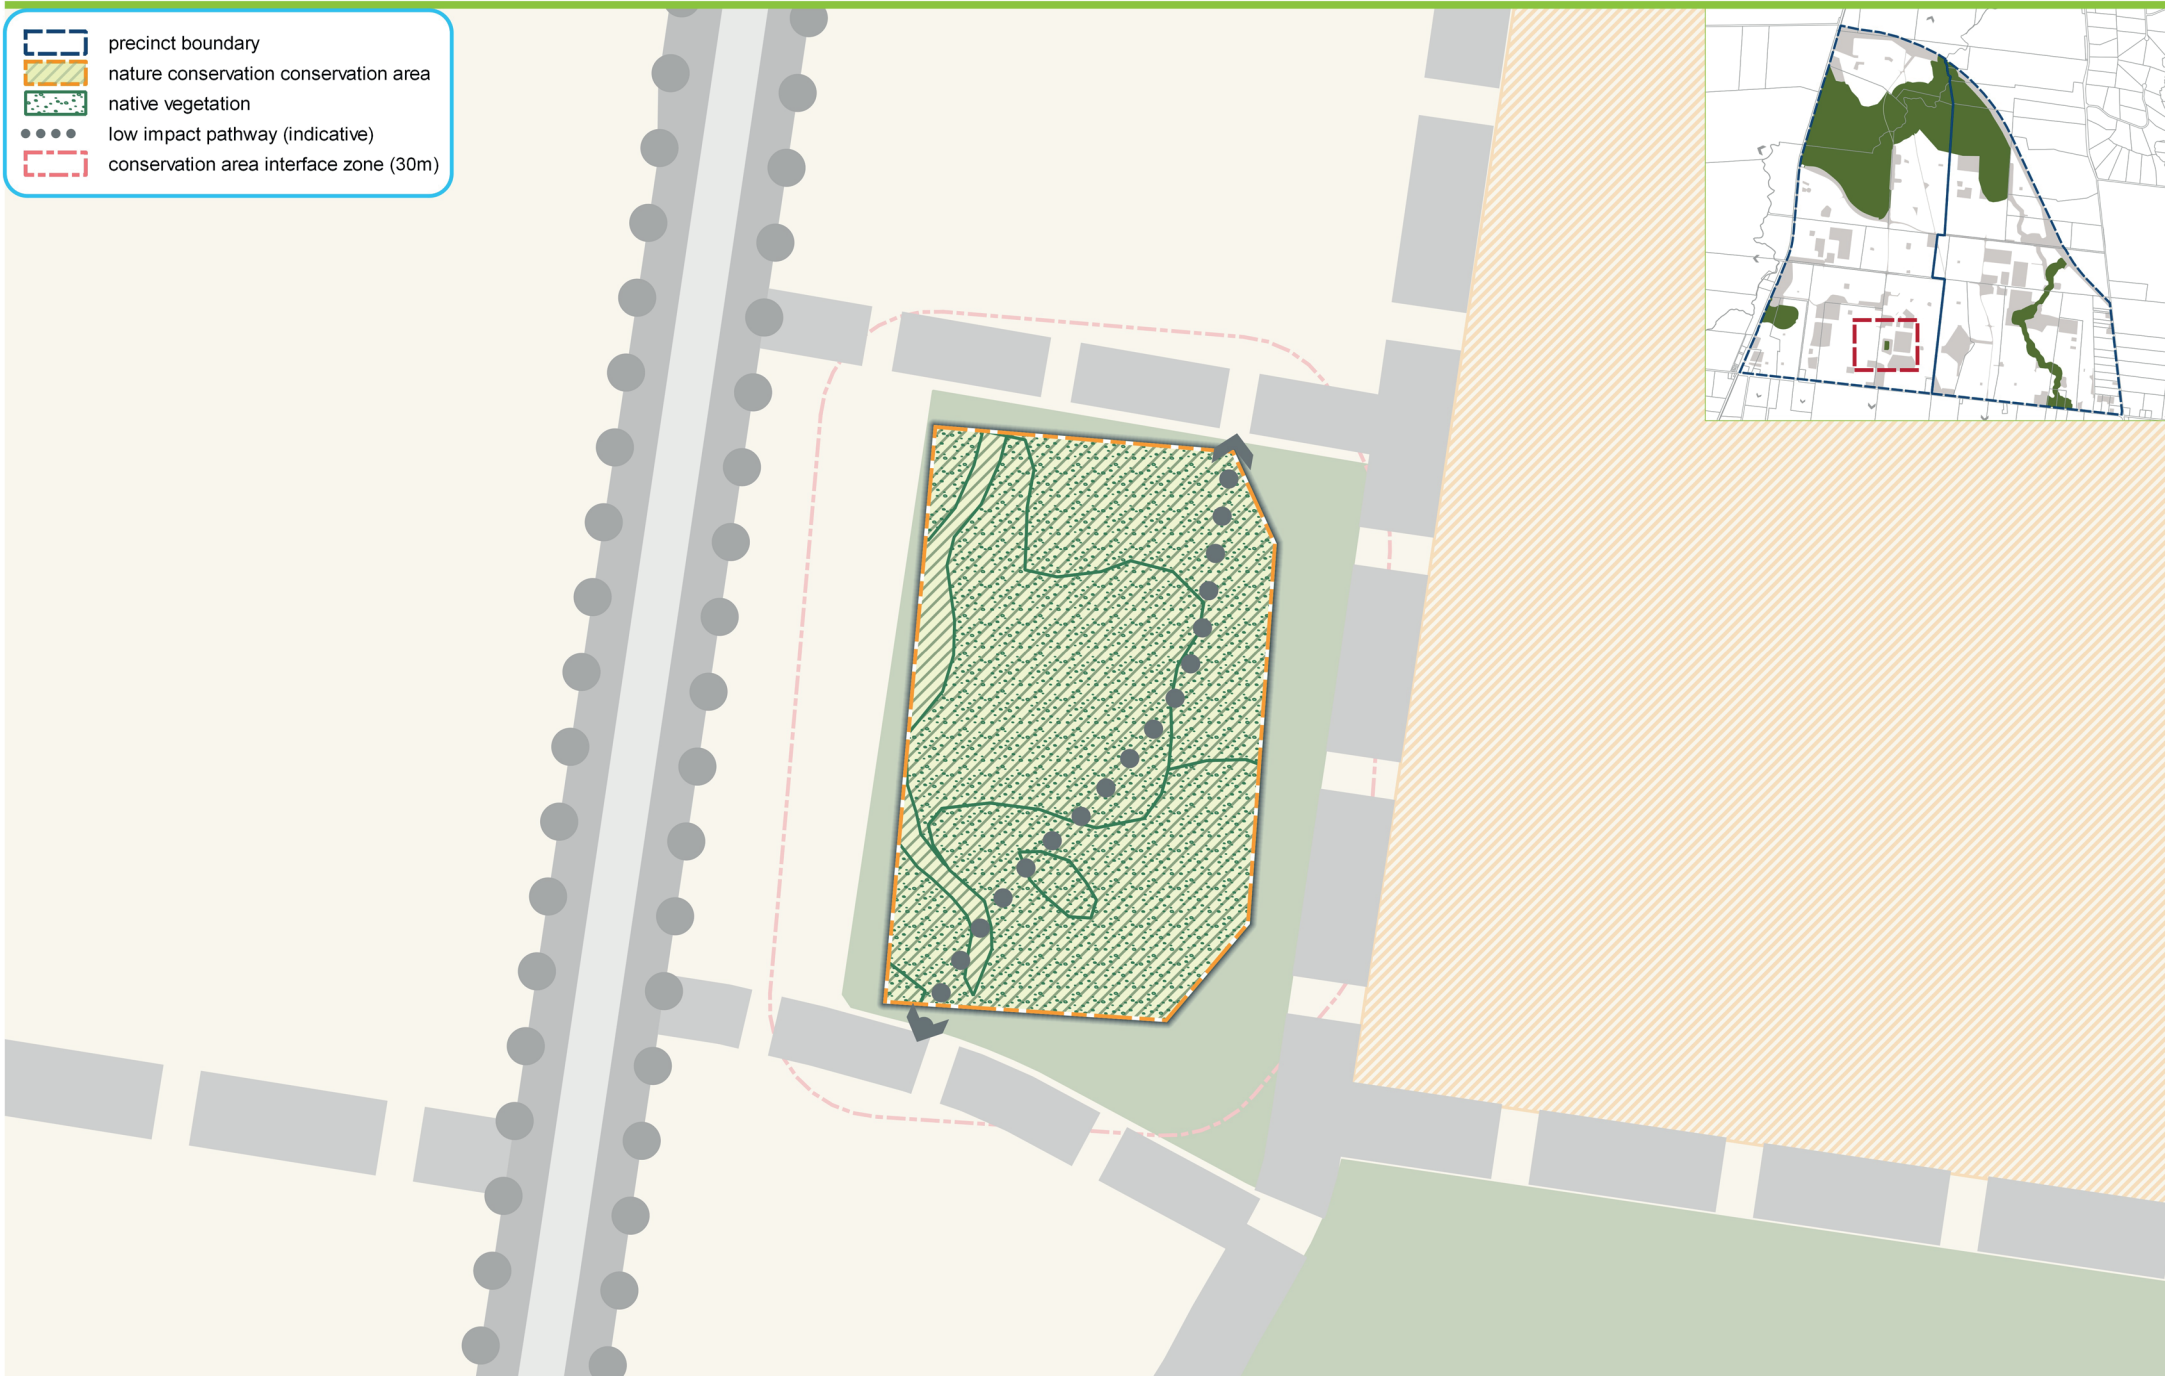 precinct boundary
nature conservation conservation area
native vegetation
low impact pathway (indicative)
conservation area interface zone (30m)